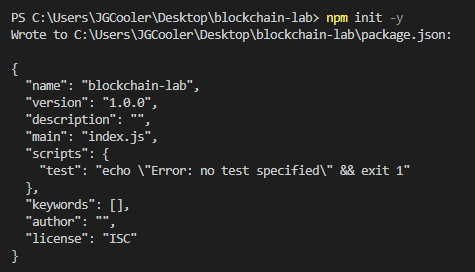 PS C:\Users\JGCooler\Desktop\blockchain-lab> npm init -y
Wrote to C:\Users\JGCooler\Desktop\blockchain-lab\package.json:

{
  "name": "blockchain-lab",
  "version": "1.0.0",
  "description": "",
  "main": "index.js",
  "scripts": {
    "test": "echo \"Error: no test specified\" && exit 1"
  },
  "keywords": [],
  "author": "",
  "license": "ISC"
}